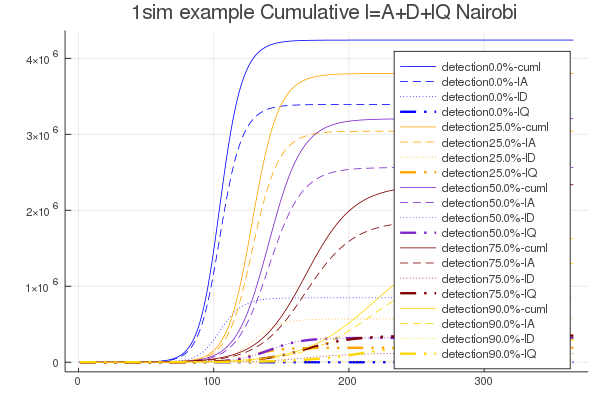 1sim example Cumulative I=A+D+IQ Nairobi
4×10 6
3×10 6
2×10 6
1×10 6
0
0 100 200 300
detection0.0%-cumI
detection0.0%-IA
detection0.0%-ID
detection0.0%-IQ
detection25.0%-cumI
detection25.0%-IA
detection25.0%-ID
detection25.0%-IQ
detection50.0%-cumI
detection50.0%-IA
detection50.0%-ID
detection50.0%-IQ
detection75.0%-cumI
detection75.0%-IA
detection75.0%-ID
detection75.0%-IQ
detection90.0%-cumI
detection90.0%-IA
detection90.0%-ID
detection90.0%-IQ